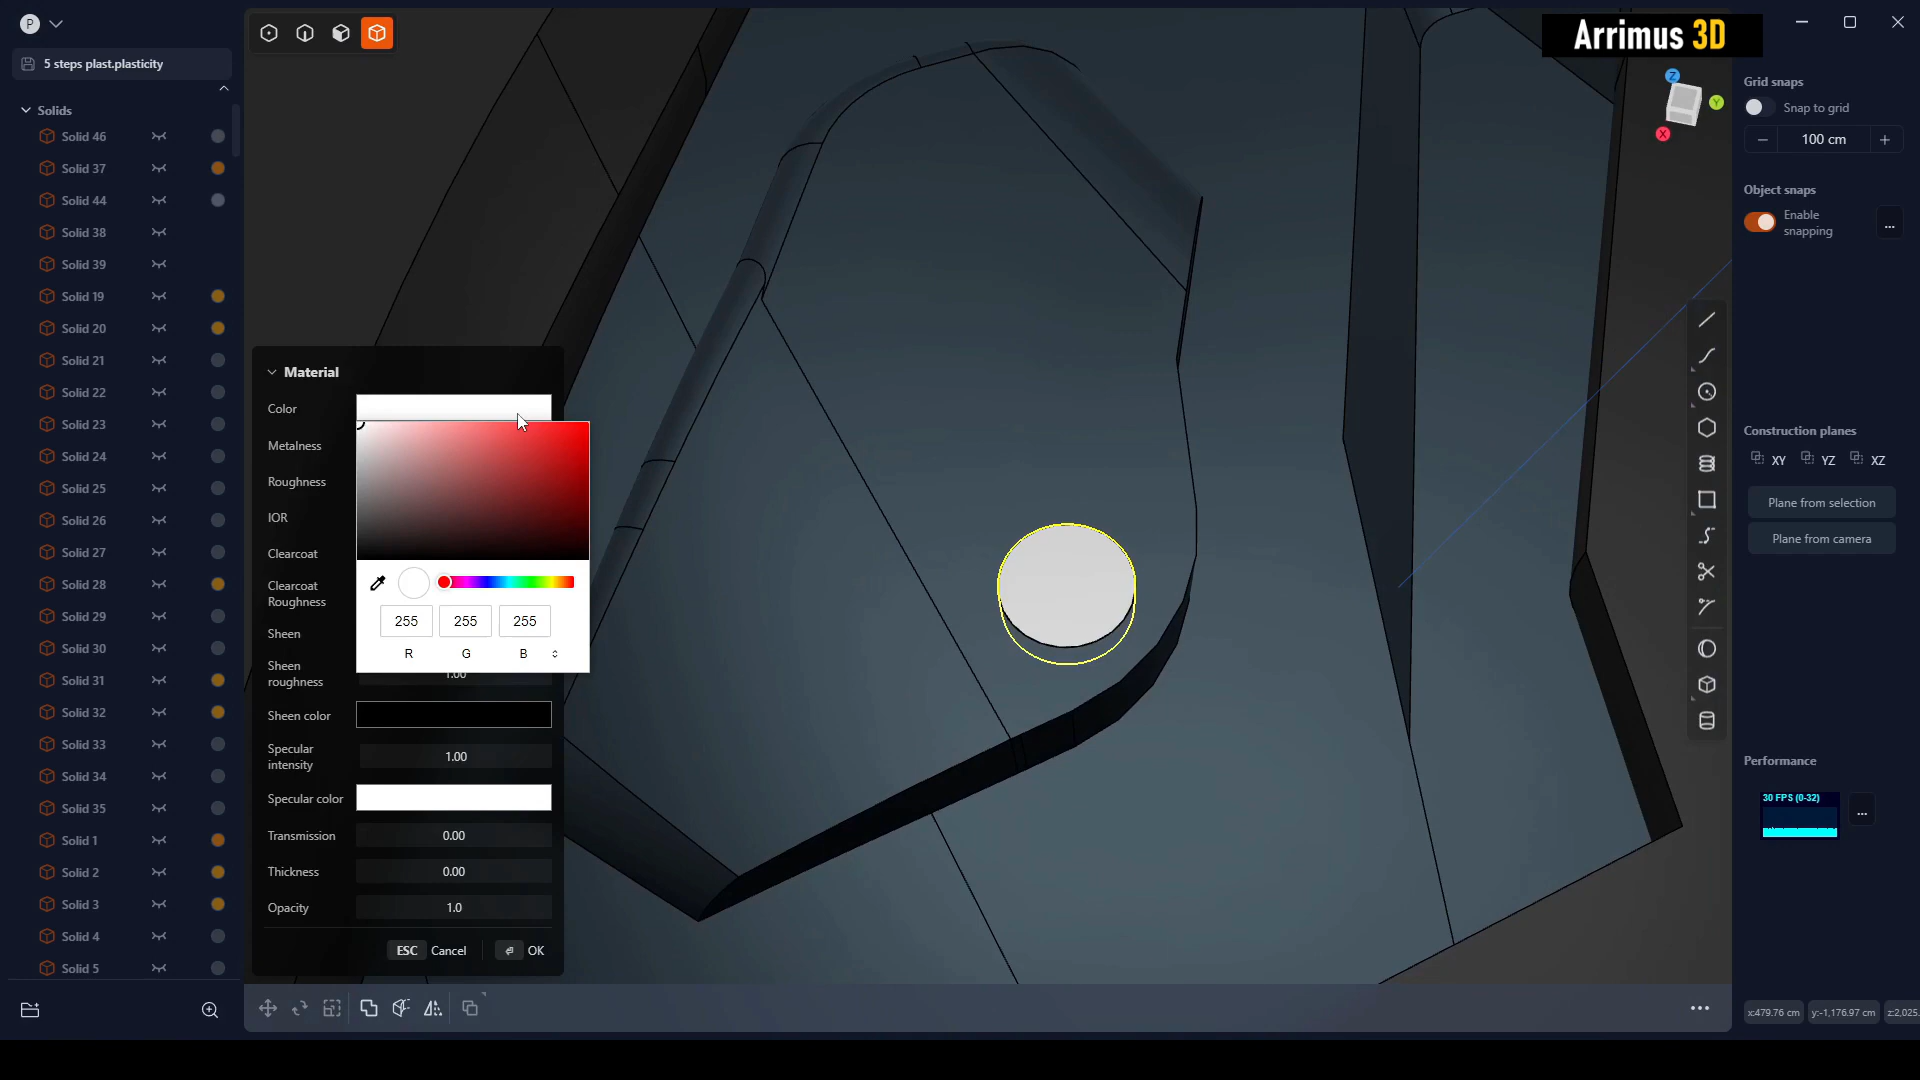 P
5 steps plast.plasticity
Solids
Solid 46
Solid 37
Solid 44
Solid 38
Solid 39
Solid 19
Solid 20
Solid 21
Solid 22
Solid 23
Solid 24
Solid 25
Solid 26
Solid 27
Solid 28
Solid 29
Solid 30
Solid 31
Solid 32
Solid 33
Solid 34
Solid 35
Solid 1
Solid 2
Solid 3
Solid 4
Solid 5
Material
Color
Metalness
Roughness
IOR
Clearcoat
Clearcoat
Roughness
Sheen
Sheen
roughness
1.00
Sheen color
Specular
intensity
1.00
Specular color
Transmission
0.00
Thickness
0.00
Opacity
1.0
ESC Cancel
OK
255 255 255
R G B
Arrimus 3D
Z
Y
X
Grid snaps
Snap to grid
100 cm
Object snaps
Enable
snapping
...
Construction planes
XY YZ XZ
Plane from selection
Plane from camera
Performance
30 FPS (0-32)
...
x:479.76 cm y:-1,176.97 cm z:2,025.